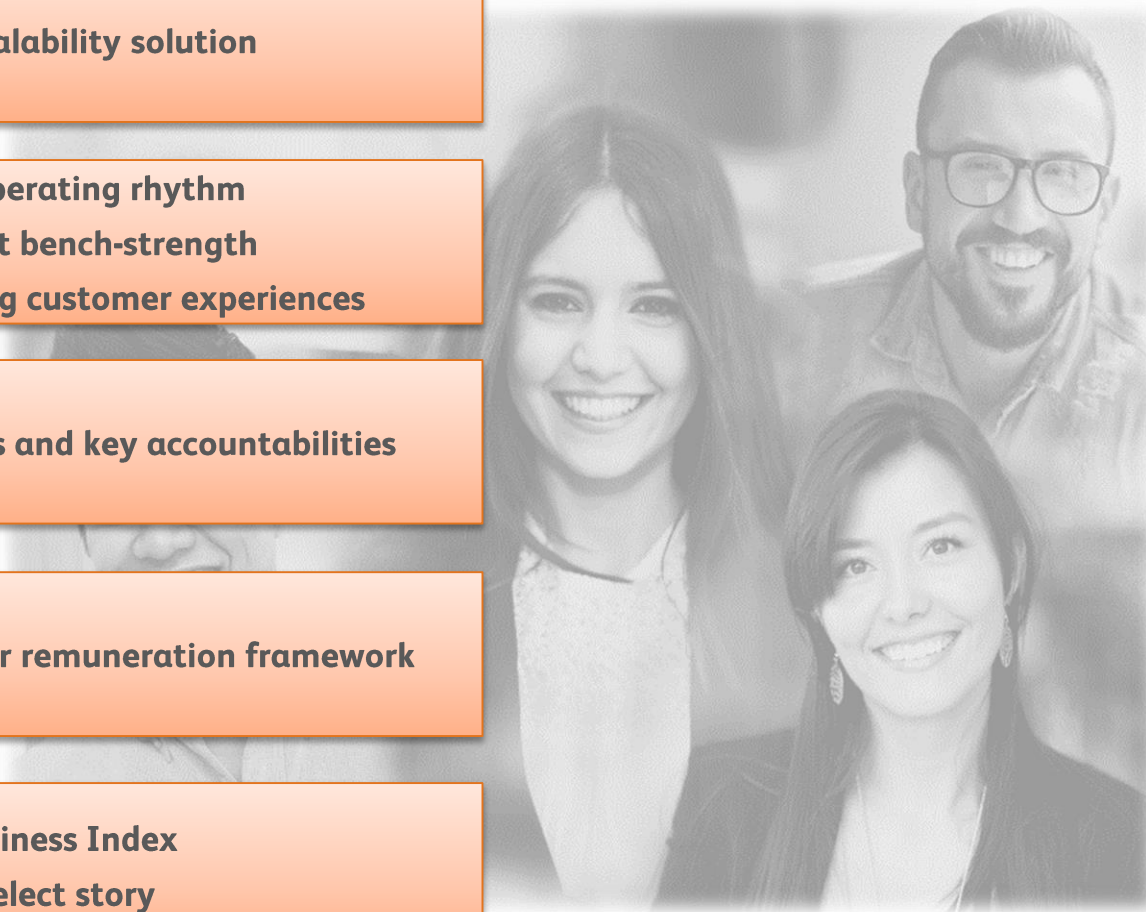 alability solution
perating rhythm
t bench-strength
g customer experiences
s and key accountabilities
r remuneration framework
iness Index
elect story